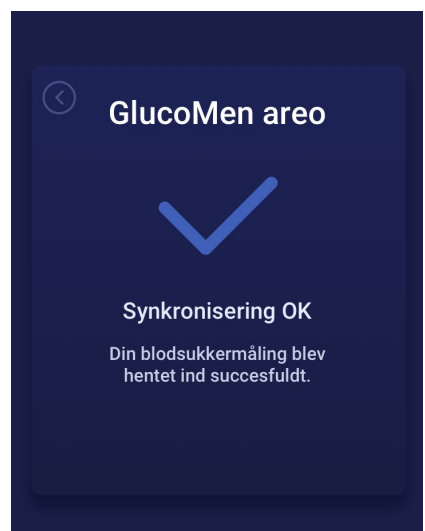 GlucoMen areo
Synkronisering OK
Din blodsukkermåling blev
hentet ind succesfuldt.